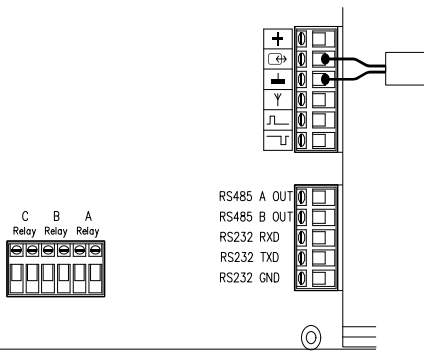 RS485 A OUT
RS485 B OUT
RS232 RXD
RS232 TXD
RS232 GND
C B A
Relay Relay Relay